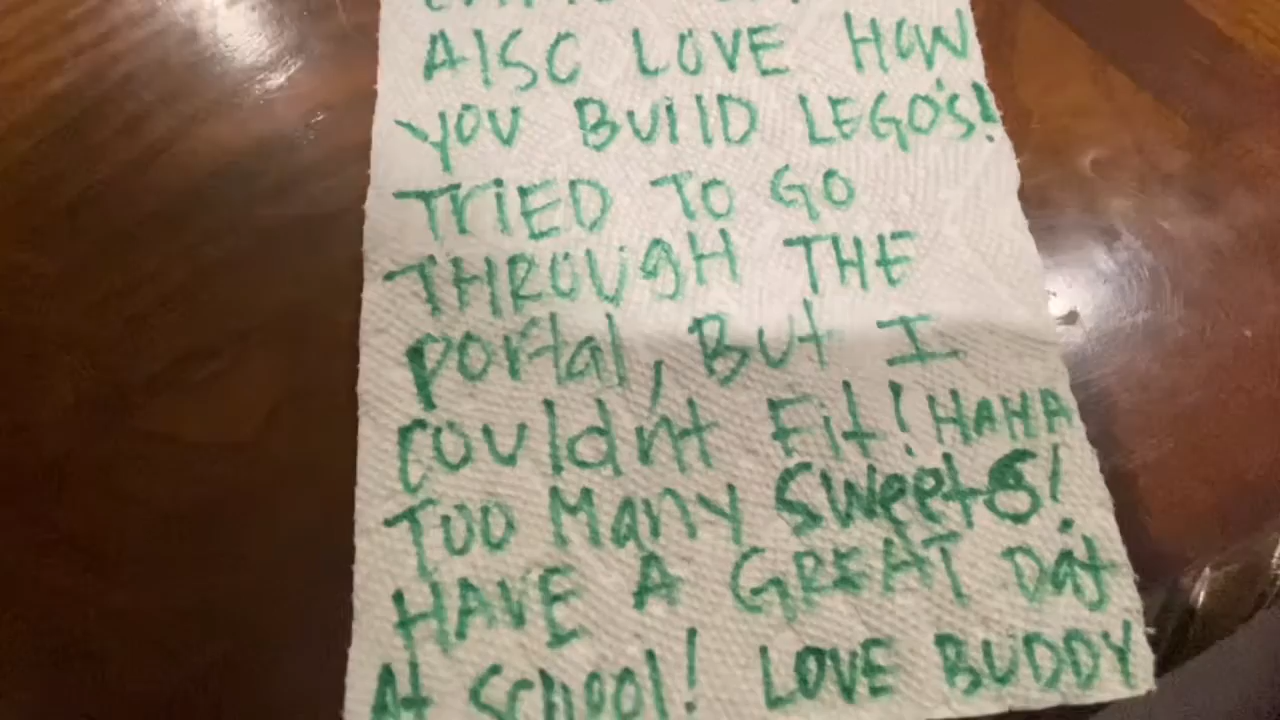 AlSO LOVE HOW
YOU BUIlD LEGO'S!
TRIED TO GO
THROUgH THE
portal, But I
couldn't Fit! HAHA
TOO Many Sweets!
HAVE A GREAT DAy
At SCHOOl! LOVE BUDDY